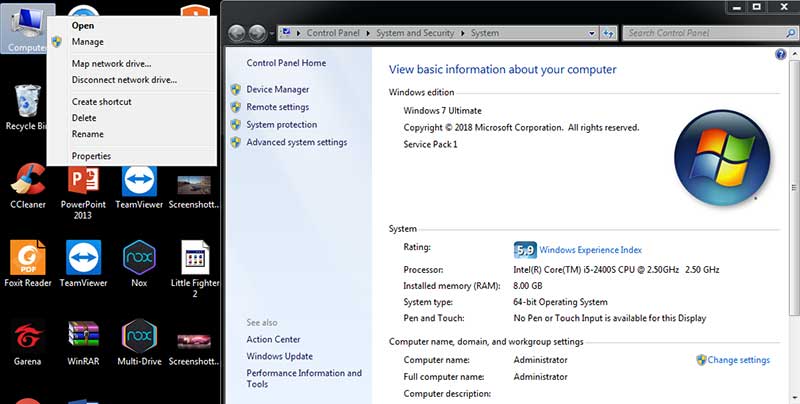 Computer
Open
Manage
Map network drive...
Disconnect network drive...
Create shortcut
Delete
Rename
Properties
Recycle Bin
CCleaner
PowerPoint
2013
TeamViewer
Screenshott...
Foxit Reader
TeamViewer
Nox
Little Fighter
2
Garena
WinRAR
Multi-Drive
Screenshott...
PDF
nox
nox
Control Panel
System and Security
System
Search Control Panel
Control Panel Home
Device Manager
Remote settings
System protection
Advanced system settings
See also
Action Center
Windows Update
Performance Information and
Tools
View basic information about your computer
Windows edition
Windows 7 Ultimate
Copyright © 2018 Microsoft Corporation. All rights reserved.
Service Pack 1
System
Rating: 5.9 Windows Experience Index
Processor: Intel(R) Core(TM) i5-2400S CPU @ 2.50GHz 2.50 GHz
Installed memory (RAM): 8.00 GB
System type: 64-bit Operating System
Pen and Touch: No Pen or Touch Input is available for this Display
Computer name, domain, and workgroup settings
Computer name: Administrator Change settings
Full computer name: Administrator
Computer description: